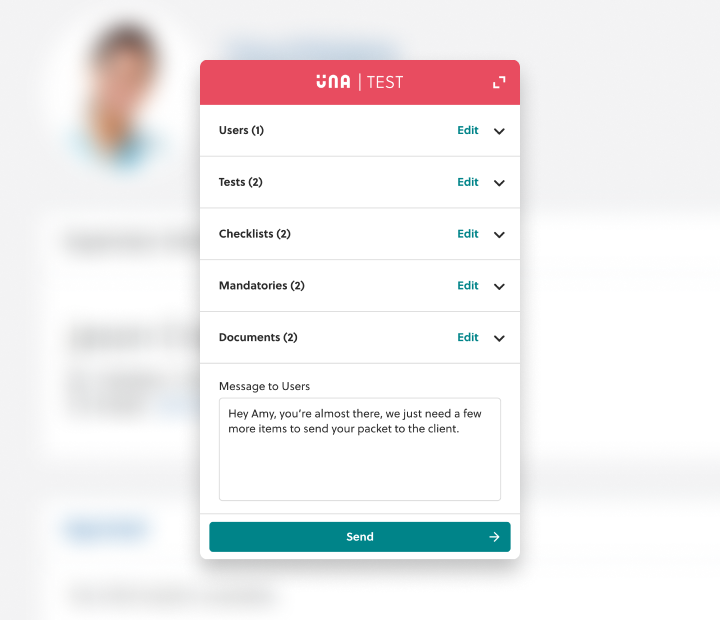 UNA | TEST
Users (1) Edit
Tests (2) Edit
Checklists (2) Edit
Mandatories (2) Edit
Documents (2) Edit
Message to Users
Hey Amy, you're almost there, we just need a few
more items to send your packet to the client.
Send